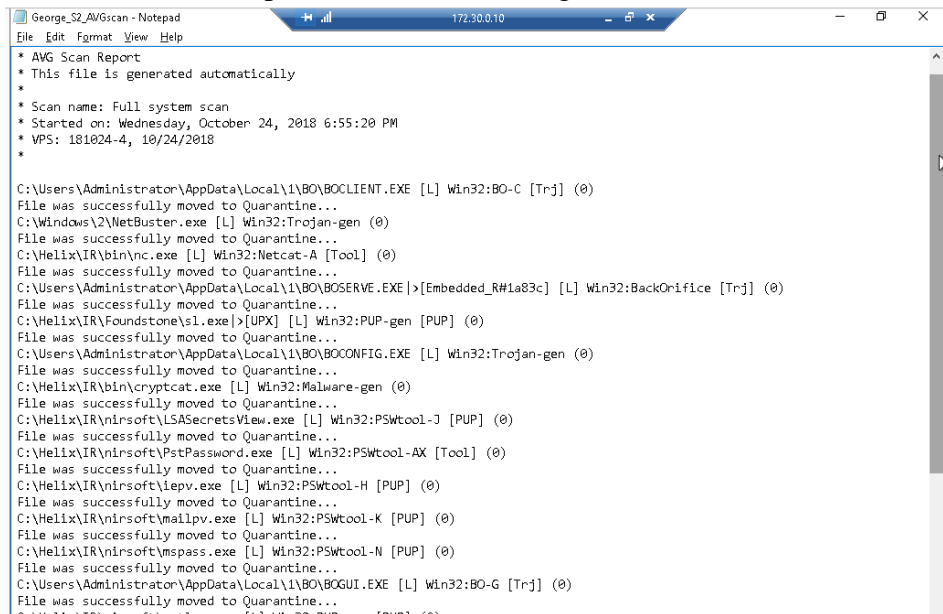 George_S2_AVGscan - Notepad
172.30.0.10
File Edit Format View Help
* AVG Scan Report
* This file is generated automatically
*
* Scan name: Full system scan
* Started on: Wednesday, October 24, 2018 6:55:20 PM
* VPS: 181024-4, 10/24/2018
*
C:\Users\Administrator\AppData\Local\1\BO\BOCLIENT.EXE [L] Win32:BO-C [Trj] (0)
File was successfully moved to Quarantine...
C:\Windows\2\NetBuster.exe [L] Win32:Trojan-gen (0)
File was successfully moved to Quarantine...
C:\Helix\IR\bin\nc.exe [L] Win32:Netcat-A [Tool] (0)
File was successfully moved to Quarantine...
C:\Users\Administrator\AppData\Local\1\BO\BOSERVE.EXE|>[Embedded_R#1a83c] [L] Win32:BackOrifice [Trj] (0)
File was successfully moved to Quarantine...
C:\Helix\IR\Foundstone\sl.exe|>[UPX] [L] Win32:PUP-gen [PUP] (0)
File was successfully moved to Quarantine...
C:\Users\Administrator\AppData\Local\1\BO\BOCONFIG.EXE [L] Win32:Trojan-gen (0)
File was successfully moved to Quarantine...
C:\Helix\IR\bin\cryptcat.exe [L] Win32:Malware-gen (0)
File was successfully moved to Quarantine...
C:\Helix\IR\nirsoft\LSASecretsView.exe [L] Win32:PSWtool-J [PUP] (0)
File was successfully moved to Quarantine...
C:\Helix\IR\nirsoft\PstPassword.exe [L] Win32:PSWtool-AX [Tool] (0)
File was successfully moved to Quarantine...
C:\Helix\IR\nirsoft\iepv.exe [L] Win32:PSWtool-H [PUP] (0)
File was successfully moved to Quarantine...
C:\Helix\IR\nirsoft\mailpv.exe [L] Win32:PSWtool-K [PUP] (0)
File was successfully moved to Quarantine...
C:\Helix\IR\nirsoft\mspass.exe [L] Win32:PSWtool-N [PUP] (0)
File was successfully moved to Quarantine...
C:\Users\Administrator\AppData\Local\1\BO\BOGUI.EXE [L] Win32:BO-G [Trj] (0)
File was successfully moved to Quarantine...